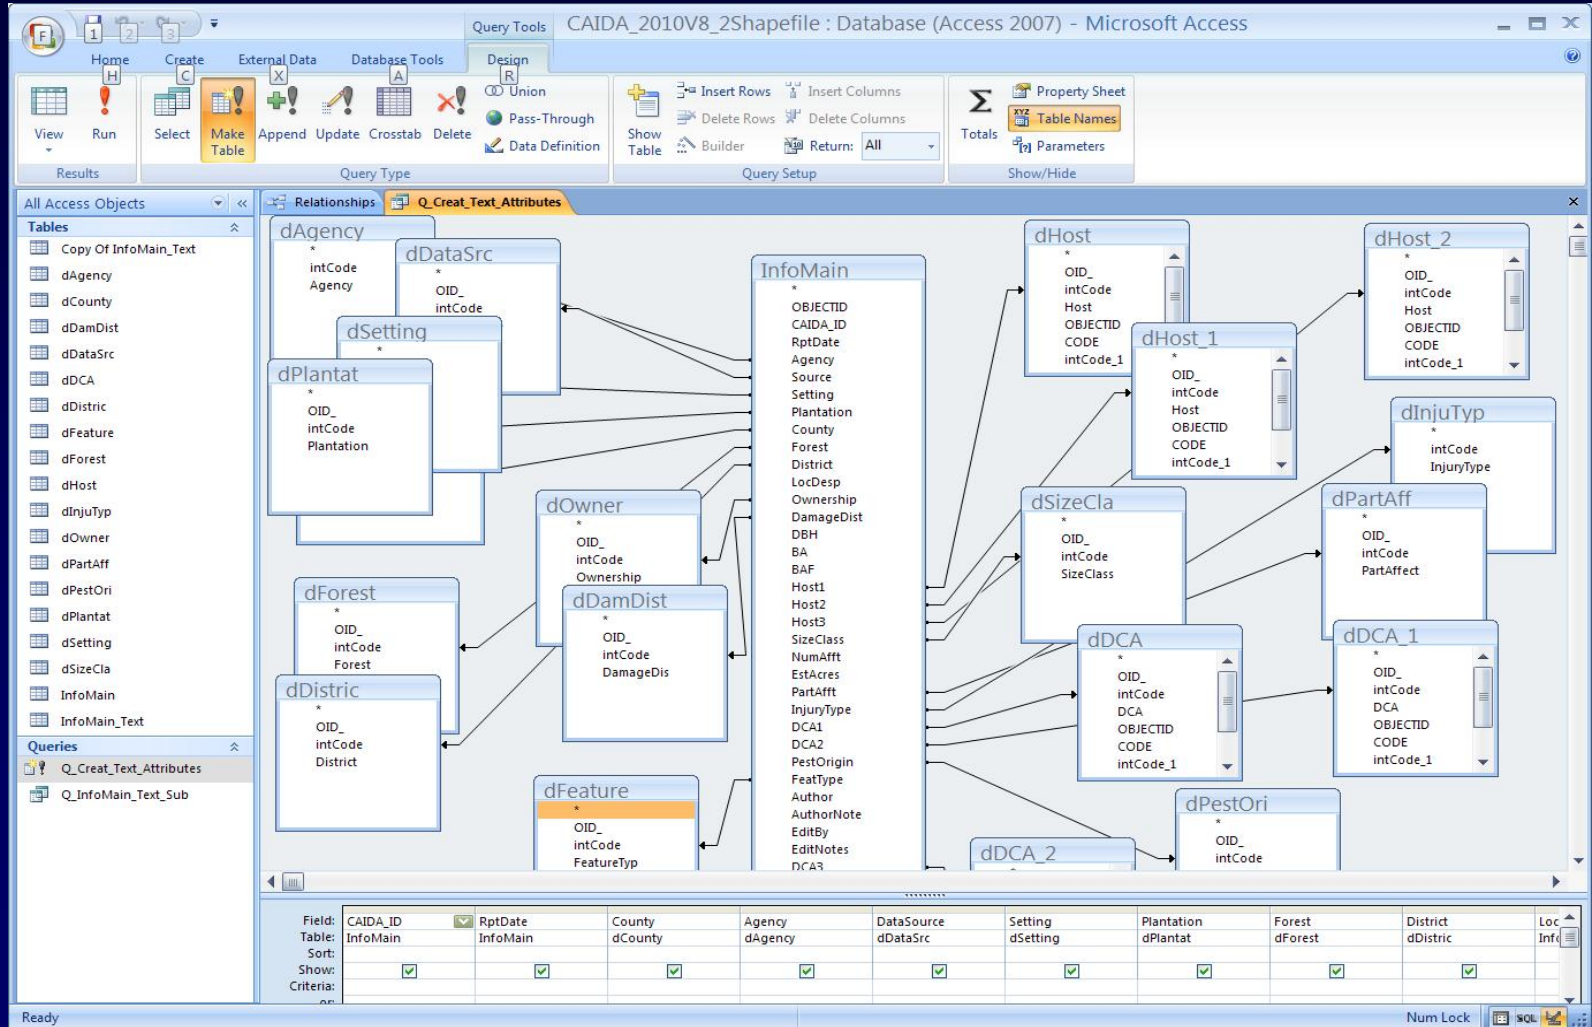 Query Tools
CAIDA_2010V8_2Shapefile : Database (Access 2007) - Microsoft Access
F
1
2
3
Home
Create
External Data
Database Tools
Design
H
C
X
A
R
View
Run
Select
Make Table
Append
Update
Crosstab
Delete
Union
Pass-Through
Data Definition
Show Table
Insert Rows
Delete Rows
Builder
Insert Columns
Delete Columns
Return: All
Totals
Property Sheet
Table Names
Parameters
Results
Query Type
Query Setup
Show/Hide
All Access Objects
Tables
Copy Of InfoMain_Text
dAgency
dCounty
dDamDist
dDataSrc
dDCA
dDistric
dFeature
dForest
dHost
dInjuTyp
dOwner
dPartAff
dPestOri
dPlantat
dSetting
dSizeCla
InfoMain
InfoMain_Text
Queries
Q_Creat_Text_Attributes
Q_InfoMain_Text_Sub
Relationships
Q_Creat_Text_Attributes
dAgency
*
intCode
Agency
dDataSrc
*
OID_
intCode
dSetting
*
dPlantat
*
OID_
intCode
Plantation
dOwner
*
OID_
intCode
Ownership
dForest
*
OID_
intCode
Forest
dDamDist
*
OID_
intCode
DamageDis
dDistric
*
OID_
intCode
District
dFeature
*
OID_
intCode
FeatureTyp
InfoMain
*
OBJECTID
CAIDA_ID
RptDate
Agency
Source
Setting
Plantation
County
Forest
District
LocDesp
Ownership
DamageDist
DBH
BA
BAF
Host1
Host2
Host3
SizeClass
NumAfft
EstAcres
PartAfft
InjuryType
DCA1
DCA2
PestOrigin
FeatType
Author
AuthorNote
EditBy
EditNotes
DCA3
dHost
*
OID_
intCode
Host
OBJECTID
CODE
intCode_1
dHost_1
*
OID_
intCode
Host
OBJECTID
CODE
intCode_1
dHost_2
*
OID_
intCode
Host
OBJECTID
CODE
intCode_1
dInjuTyp
*
intCode
InjuryType
dSizeCla
*
OID_
intCode
SizeClass
dPartAff
*
OID_
intCode
PartAffect
dDCA
*
OID_
intCode
DCA
OBJECTID
CODE
intCode_1
dDCA_1
*
OID_
intCode
DCA
OBJECTID
CODE
intCode_1
dPestOri
*
OID_
intCode
dDCA_2
Field: CAIDA_ID RptDate County Agency DataSource Setting Plantation Forest District Loc
Table: InfoMain InfoMain dCounty dAgency dDataSrc dSetting dPlantat dForest dDistric
Sort:
Show:
Criteria:
Ready
Num Lock
SQL